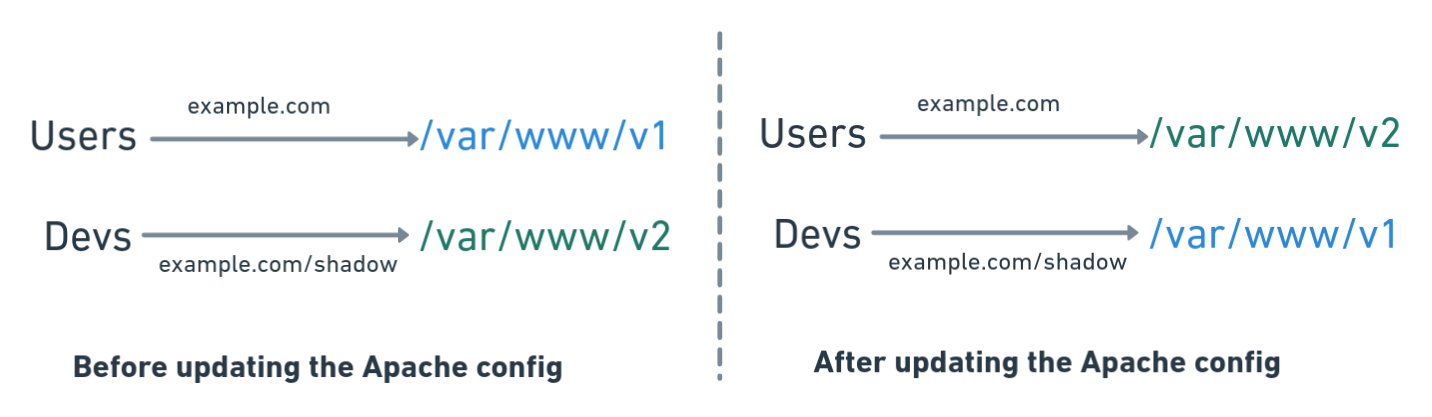 example.com
Users
/var/www/v1
Devs
/var/www/v2
example.com/shadow
Before updating the Apache config
example.com
Users
/var/www/v2
Devs
/var/www/v1
example.com/shadow
After updating the Apache config